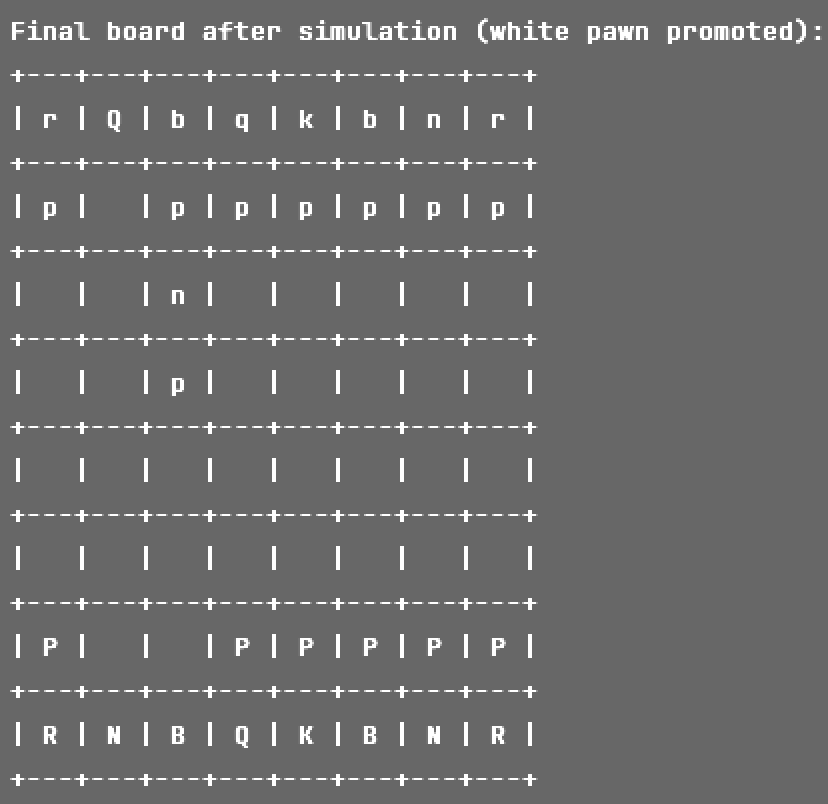 Final board after simulation (white pawn promoted):
+---+---+---+---+---+---+---+---+
| r | Q | b | q | k | b | n | r |
+---+---+---+---+---+---+---+---+
| p |   | p | p | p | p | p | p |
+---+---+---+---+---+---+---+---+
|   |   | n |   |   |   |   |   |
+---+---+---+---+---+---+---+---+
|   |   | p |   |   |   |   |   |
+---+---+---+---+---+---+---+---+
|   |   |   |   |   |   |   |   |
+---+---+---+---+---+---+---+---+
|   |   |   |   |   |   |   |   |
+---+---+---+---+---+---+---+---+
| P |   |   | P | P | P | P | P |
+---+---+---+---+---+---+---+---+
| R | N | B | Q | K | B | N | R |
+---+---+---+---+---+---+---+---+